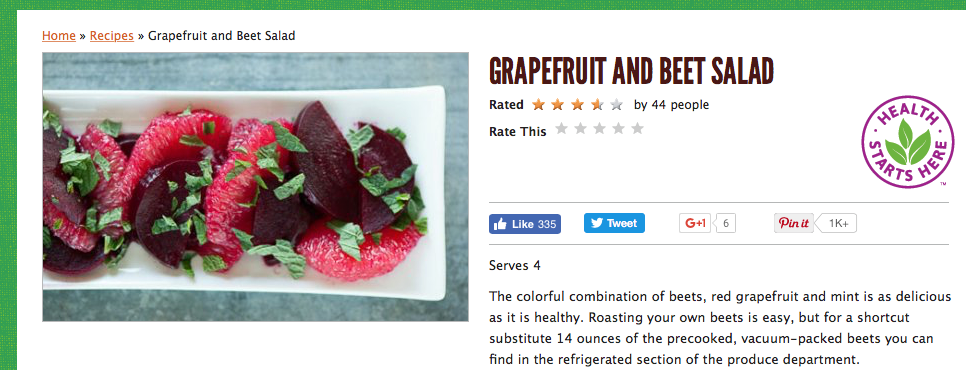 Home » Recipes » Grapefruit and Beet Salad
GRAPEFRUIT AND BEET SALAD
Rated by 44 people
Rate This
· HEALTH ·
STARTS HERE
™
Like 335
Tweet
G+1 6
Pin it 1K+
Serves 4
The colorful combination of beets, red grapefruit and mint is as delicious
as it is healthy. Roasting your own beets is easy, but for a shortcut
substitute 14 ounces of the precooked, vacuum-packed beets you can
find in the refrigerated section of the produce department.